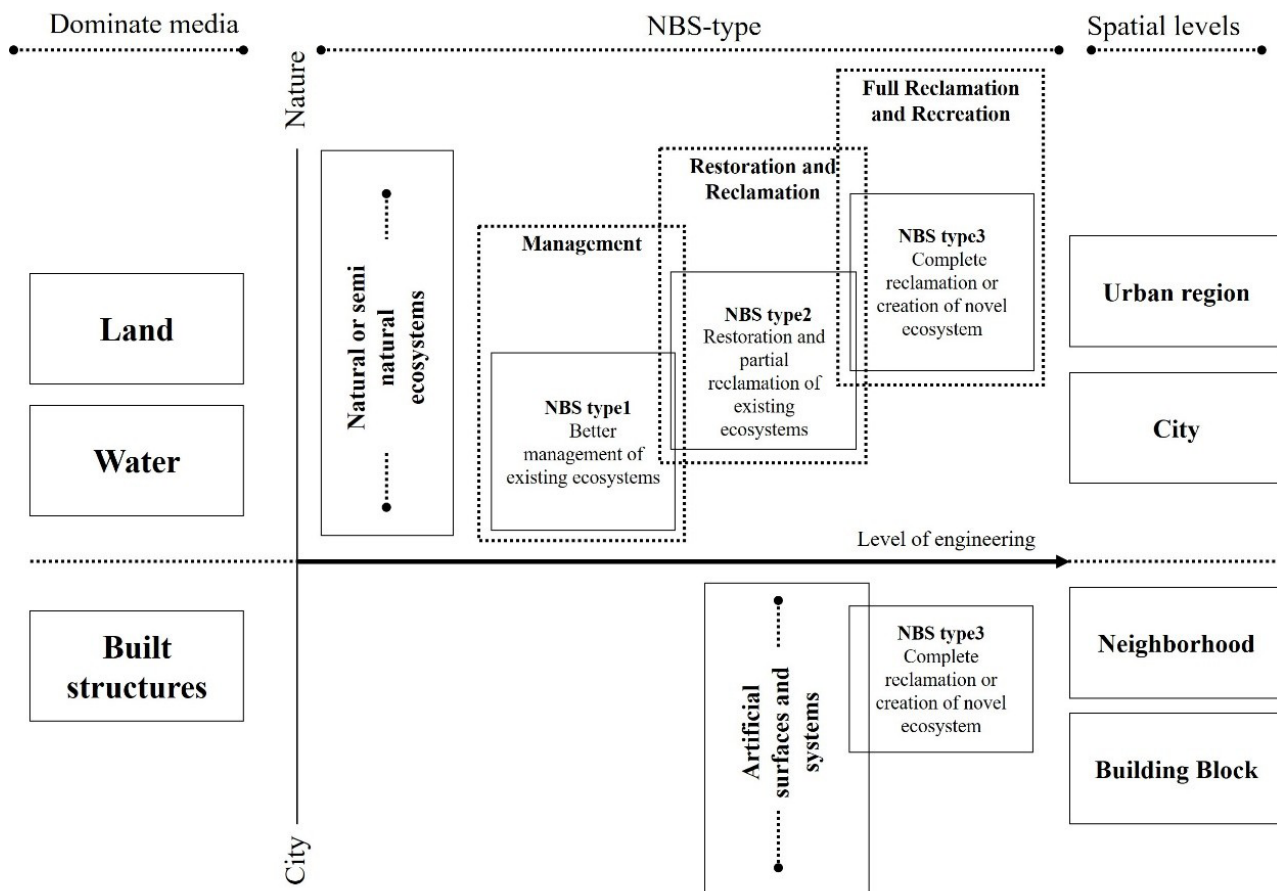 Dominate media
NBS-type
Spatial levels
Nature
Full Reclamation
and Recreation
Restoration and
Reclamation
Management
Natural or semi
natural
ecosystems
Land
Water
NBS type1
Better
management of
existing ecosystems
NBS type2
Restoration and
partial
reclamation of
existing
ecosystems
NBS type3
Complete
reclamation or
creation of novel
ecosystem
Urban region
City
Level of engineering
Built
structures
Artificial
surfaces and
systems
NBS type3
Complete
reclamation or
creation of novel
ecosystem
Neighborhood
Building Block
City